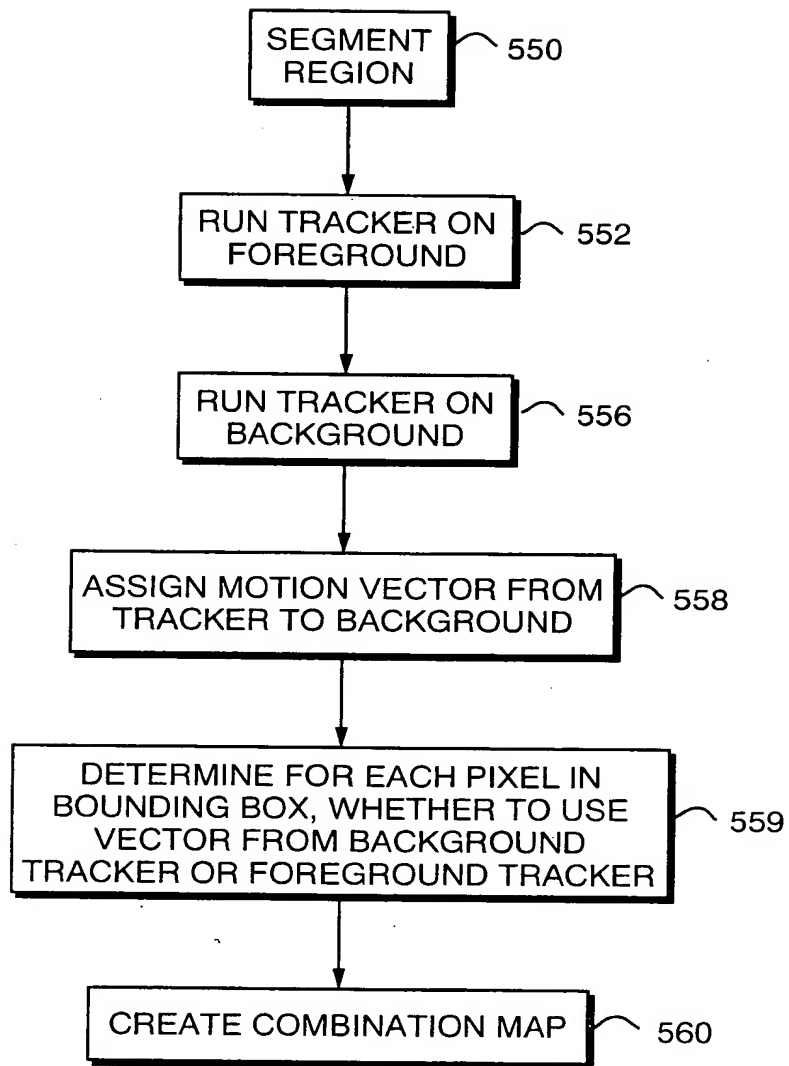 SEGMENT
REGION
550
RUN TRACKER ON
FOREGROUND
552
RUN TRACKER ON
BACKGROUND
556
ASSIGN MOTION VECTOR FROM
TRACKER TO BACKGROUND
558
DETERMINE FOR EACH PIXEL IN
BOUNDING BOX, WHETHER TO USE
VECTOR FROM BACKGROUND
TRACKER OR FOREGROUND TRACKER
559
CREATE COMBINATION MAP
560